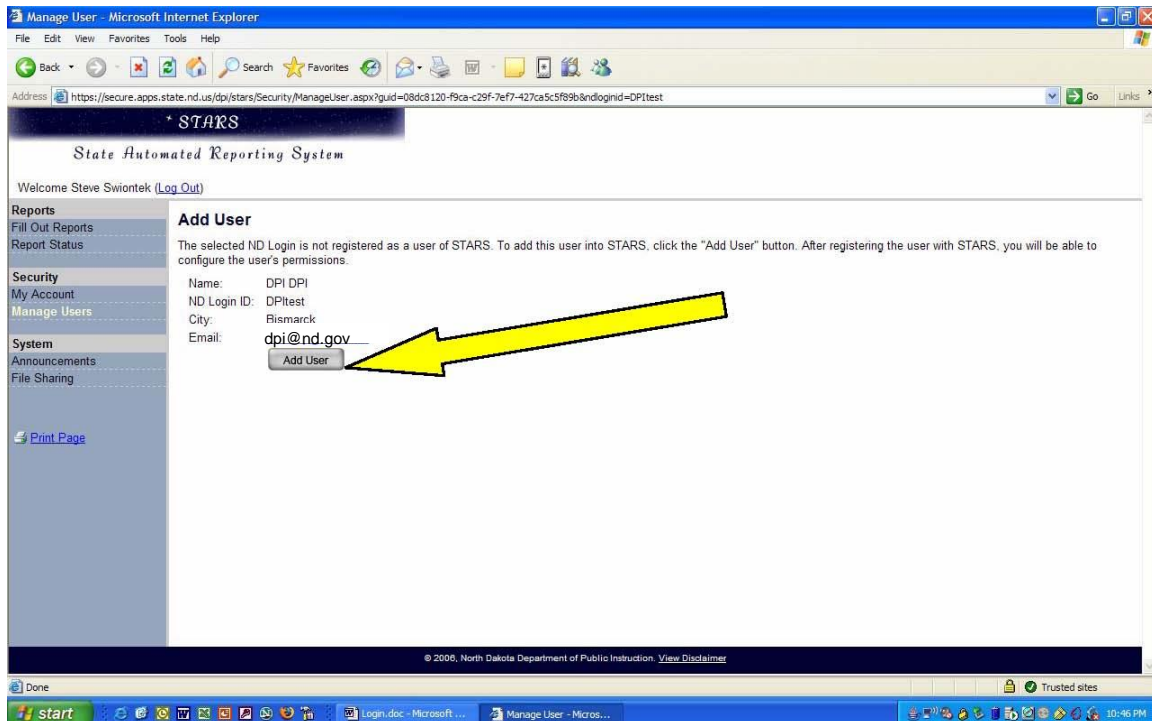 Manage User - Microsoft Internet Explorer
File Edit View Favorites Tools Help
Back Search Favorites
Address https://secure.apps.state.nd.us/dpi/stars/Security/ManageUser.aspx?guid=08dc8120-f9ca-c29f-7ef7-427ca5c5f89b&ndloginid=DPItest Go Links »
* STARS
State Automated Reporting System
Welcome Steve Swiontek (Log Out)
Reports
Fill Out Reports
Report Status
Security
My Account
Manage Users
System
Announcements
File Sharing
Print Page
Add User
The selected ND Login is not registered as a user of STARS. To add this user into STARS, click the "Add User" button. After registering the user with STARS, you will be able to
configure the user's permissions.
Name: DPI DPI
ND Login ID: DPItest
City: Bismarck
Email: dpi@nd.gov
Add User
© 2006, North Dakota Department of Public Instruction. View Disclaimer
Done Trusted sites
start Login.doc - Microsoft ... Manage User - Micros... 10:46 PM